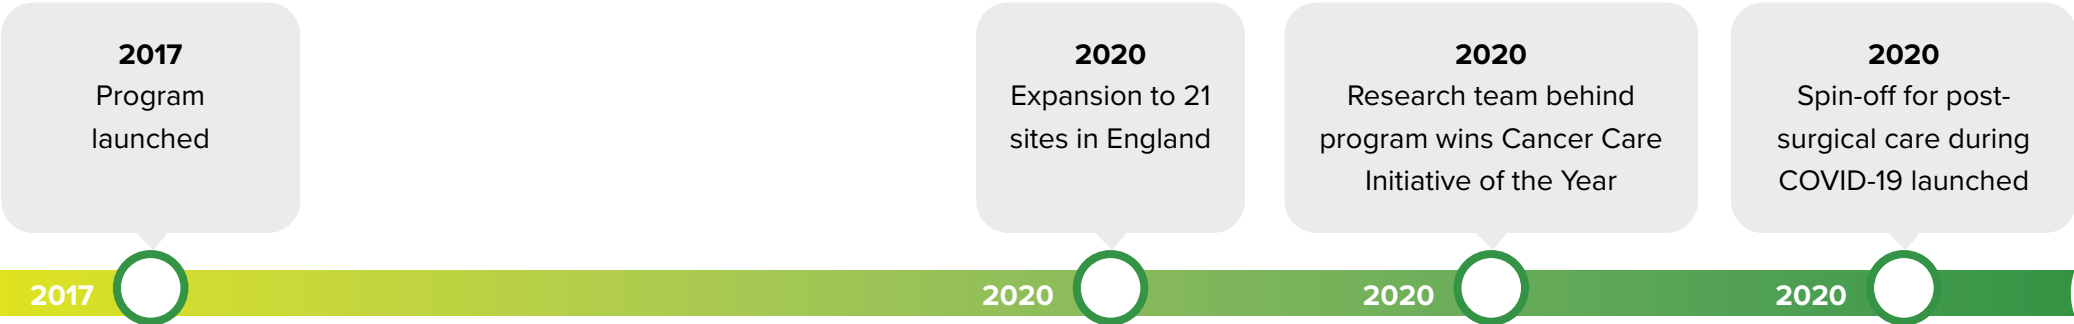 2017
Program
launched
2020
Expansion to 21
sites in England
2020
Research team behind
program wins Cancer Care
Initiative of the Year
2020
Spin-off for post-
surgical care during
COVID-19 launched
2017
2020
2020
2020